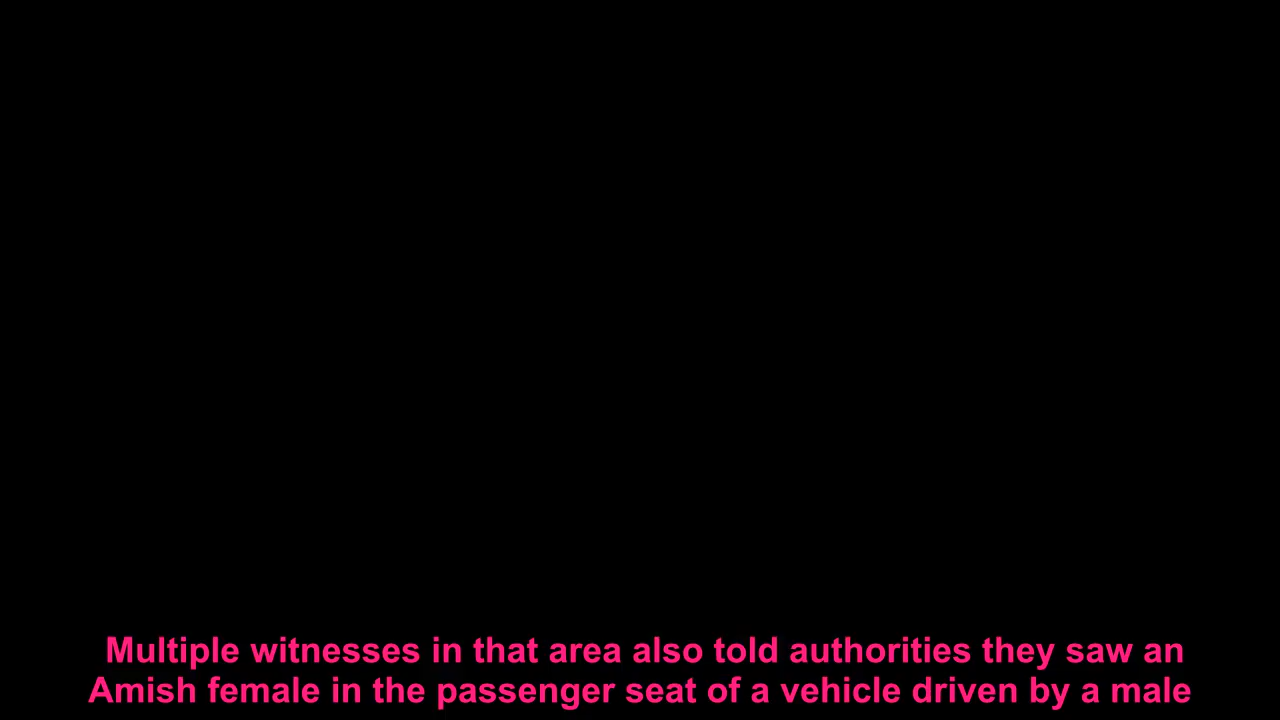 Multiple witnesses in that area also told authorities they saw an
Amish female in the passenger seat of a vehicle driven by a male